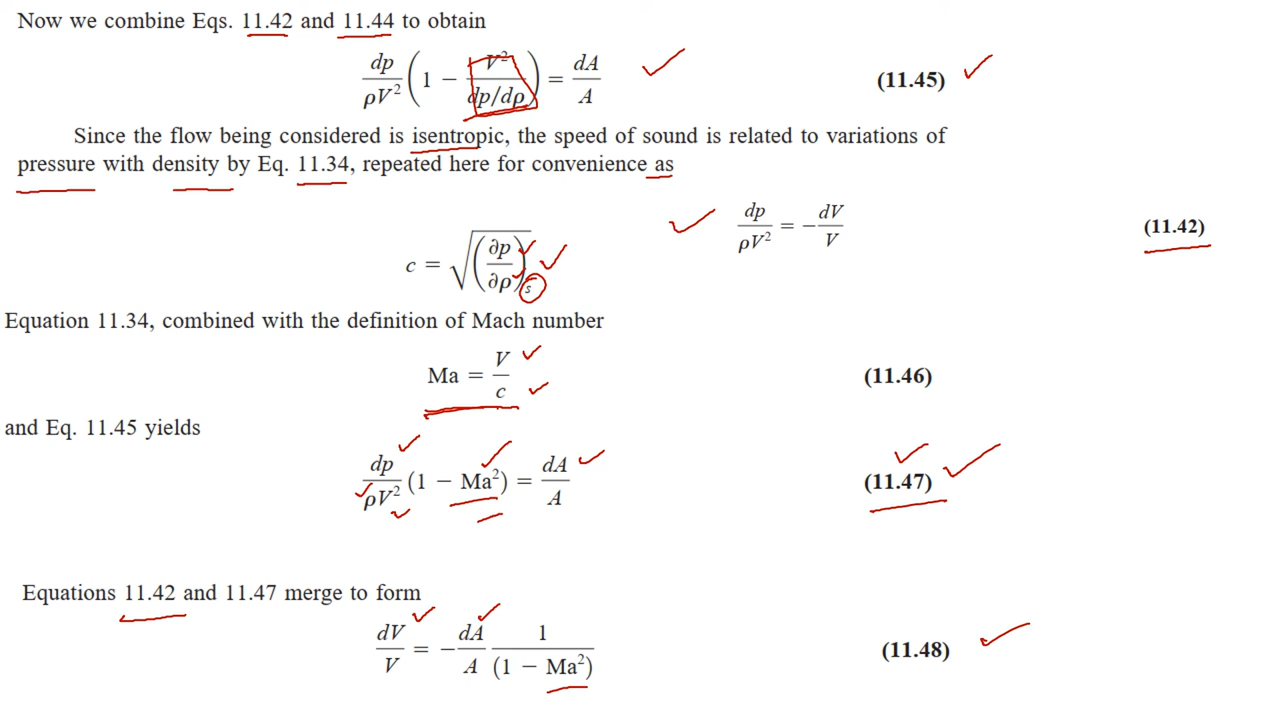 Now we combine Eqs. 11.42 and 11.44 to obtain
dp/ρV² (1 − V²/(dp/dρ)) = dA/A (11.45)
Since the flow being considered is isentropic, the speed of sound is related to variations of
pressure with density by Eq. 11.34, repeated here for convenience as
dp/ρV² = −dV/V (11.42)
c = √(∂p/∂ρ)s
Equation 11.34, combined with the definition of Mach number
Ma = V/c (11.46)
and Eq. 11.45 yields
dp/ρV² (1 − Ma²) = dA/A (11.47)
Equations 11.42 and 11.47 merge to form
dV/V = −dA/A 1/(1 − Ma²) (11.48)